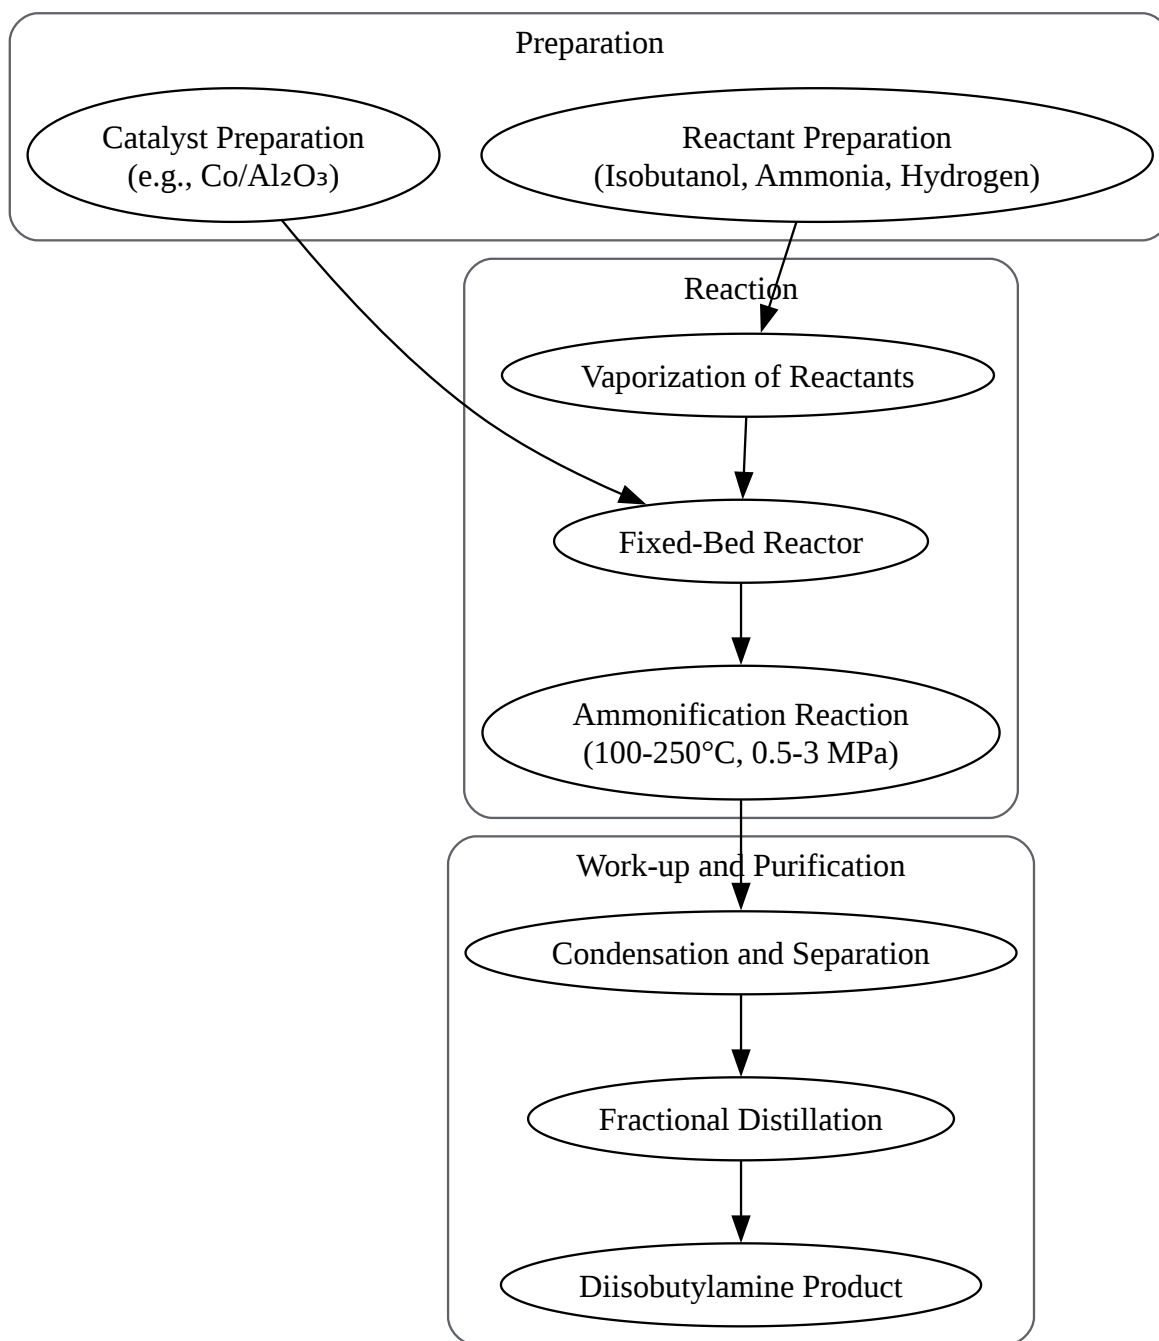 Preparation
Catalyst Preparation
(e.g., Co/Al₂O₃)
Reactant Preparation
(Isobutanol, Ammonia, Hydrogen)
Reaction
Vaporization of Reactants
Fixed-Bed Reactor
Ammonification Reaction
(100-250°C, 0.5-3 MPa)
Work-up and Purification
Condensation and Separation
Fractional Distillation
Diisobutylamine Product